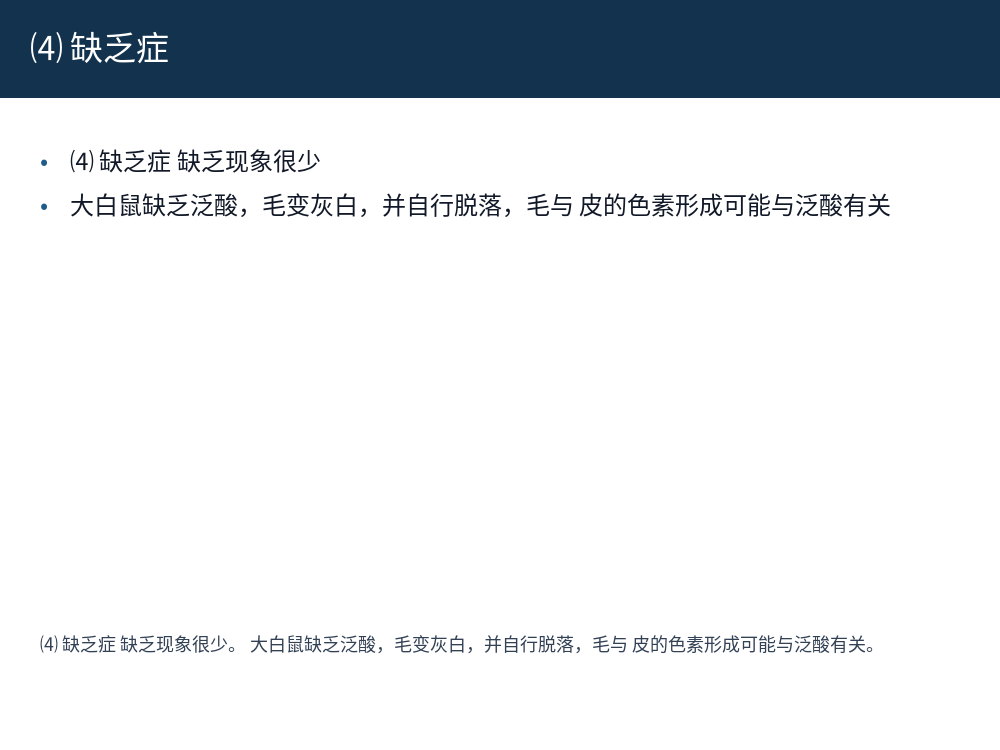 ⑷ 缺乏症
• ⑷ 缺乏症 缺乏现象很少
• 大白鼠缺乏泛酸，毛变灰白，并自行脱落，毛与 皮的色素形成可能与泛酸有关
⑷ 缺乏症 缺乏现象很少。 大白鼠缺乏泛酸，毛变灰白，并自行脱落，毛与 皮的色素形成可能与泛酸有关。